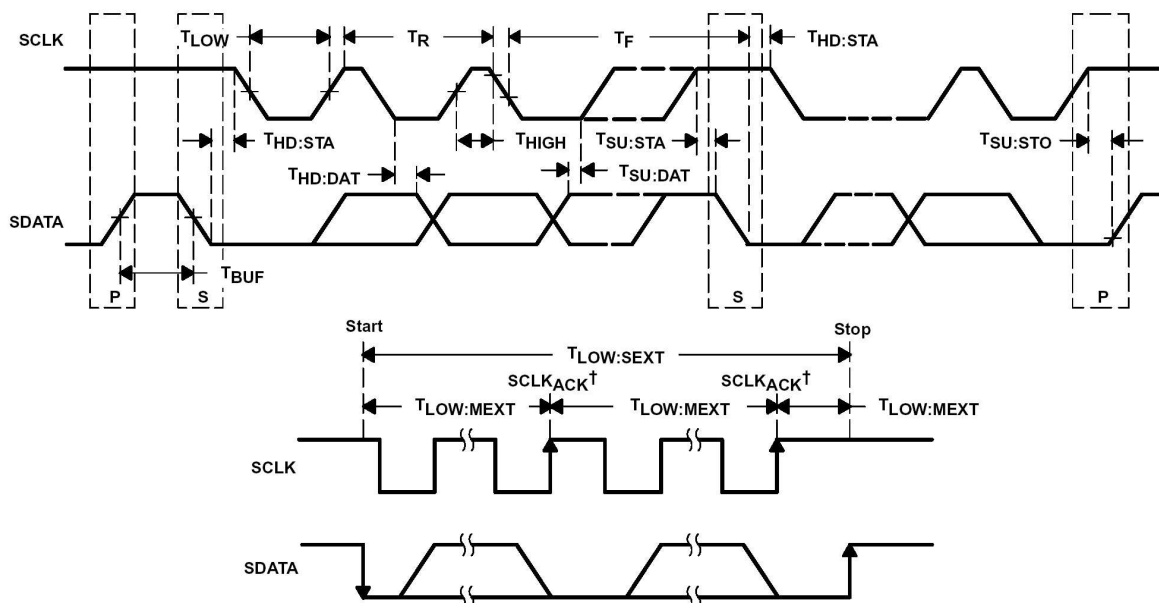 SCLK
TLOW
TR
TF
THD:STA
THD:STA
THIGH
TSU:STA
TSU:STO
THD:DAT
TSU:DAT
SDATA
TBUF
P
S
S
P
Start
Stop
TLOW:SEXT
SCLKACK†
SCLKACK†
TLOW:MEXT
TLOW:MEXT
TLOW:MEXT
SCLK
SDATA